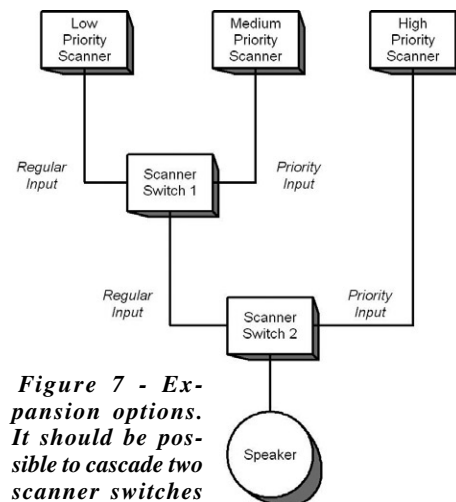 Low
Priority
Scanner
Medium
Priority
Scanner
High
Priority
Scanner
Regular
Input
Scanner
Switch 1
Priority
Input
Regular
Input
Scanner
Switch 2
Priority
Input
Speaker
Figure 7 - Ex-
pansion options.
It should be pos-
sible to cascade two
scanner switches